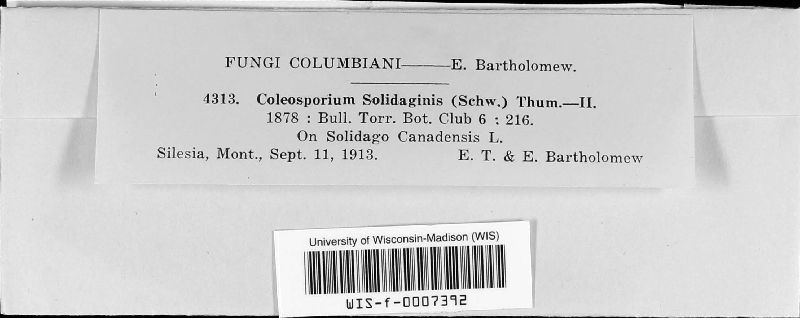 FUNGI COLUMBIANI——E. Bartholomew.
4313. Coleosporium Solidaginis (Schw.) Thum.—II.
1878 : Bull. Torr. Bot. Club 6 : 216.
On Solidago Canadensis L.
Silesia, Mont., Sept. 11, 1913. E. T. & E. Bartholomew
University of Wisconsin-Madison (WIS)
WIS-f-0007392